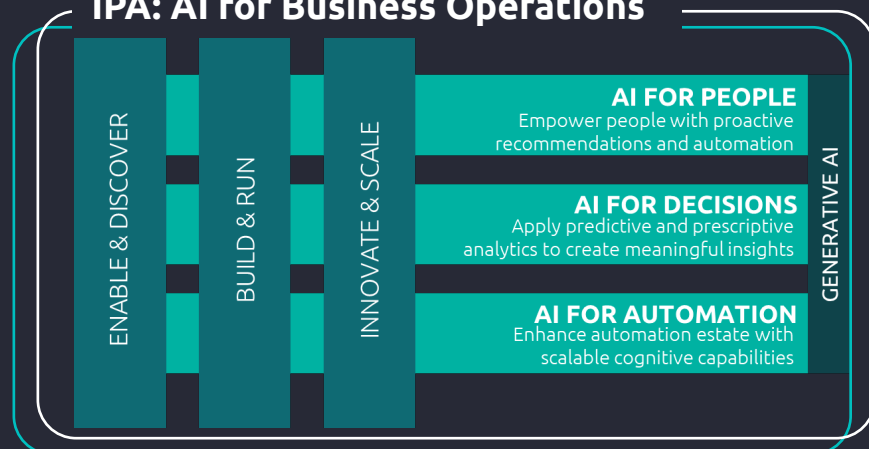 IPA: AI for Business Operations
ENABLE & DISCOVER
BUILD & RUN
INNOVATE & SCALE
AI FOR PEOPLE
Empower people with proactive
recommendations and automation
AI FOR DECISIONS
Apply predictive and prescriptive
analytics to create meaningful insights
AI FOR AUTOMATION
Enhance automation estate with
scalable cognitive capabilities
GENERATIVE AI